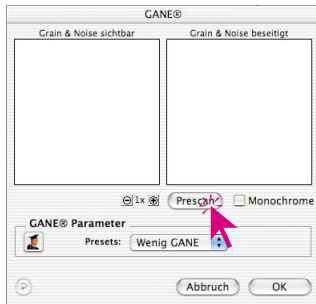 GANE®
Grain & Noise sichtbar Grain & Noise beseitigt
1x Prescan Monochrome
GANE® Parameter
Presets: Wenig GANE
Abbruch OK